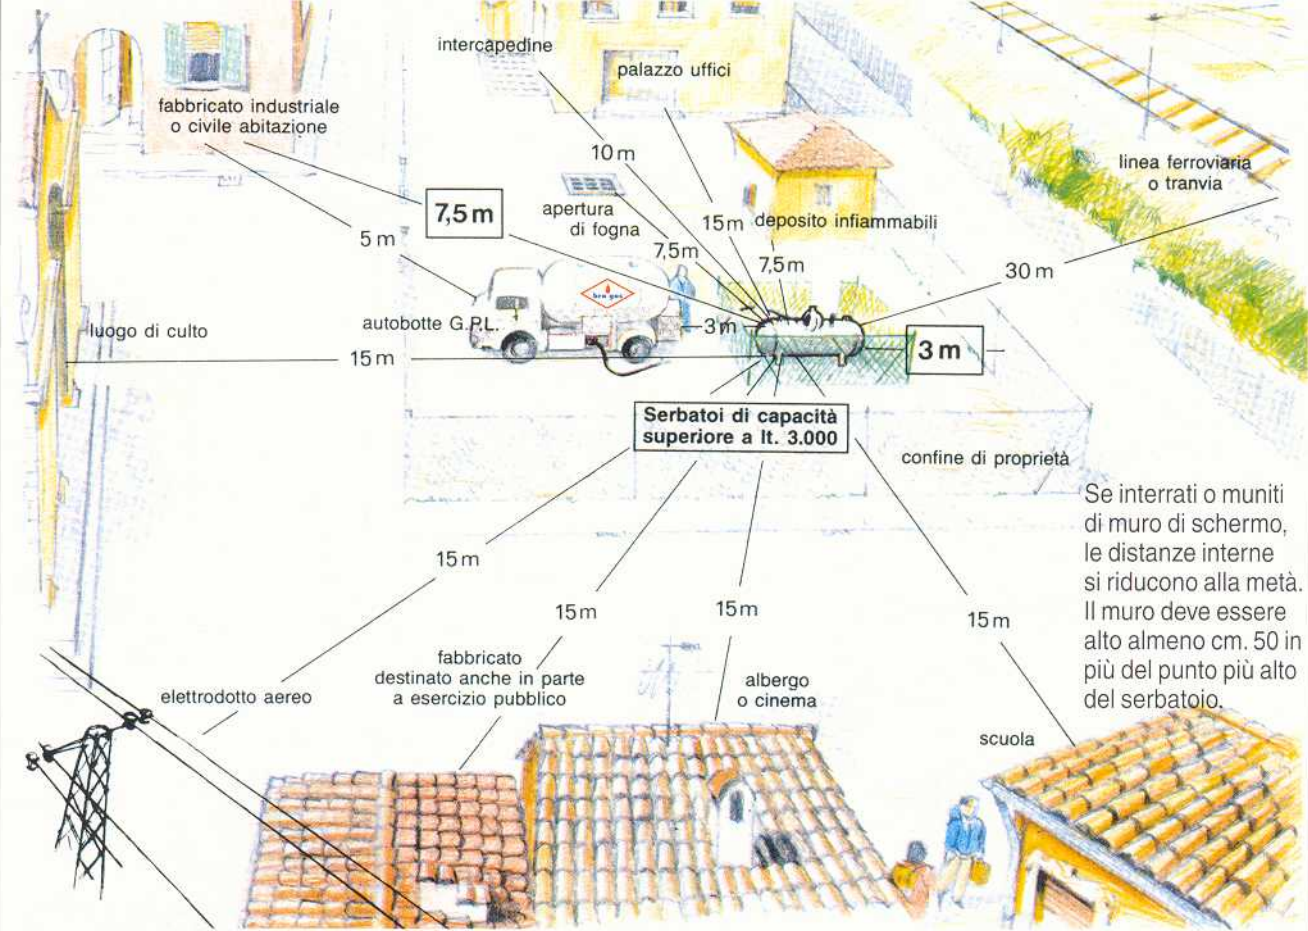 intercapedine
palazzo uffici
fabbricato industriale
o civile abitazione
10 m
linea ferroviaria
o tranvia
7,5 m
apertura
di fogna
15 m
deposito infiammabili
5 m
7,5 m
7,5 m
30 m
bra gas
autobotte G.P.L.
3 m
luogo di culto
15 m
3 m
Serbatoi di capacità
superiore a lt. 3.000
confine di proprietà
Se interrati o muniti
di muro di schermo,
le distanze interne
si riducono alla metà.
Il muro deve essere
alto almeno cm. 50 in
più del punto più alto
del serbatoio.
15 m
15 m
15 m
15 m
fabbricato
destinato anche in parte
a esercizio pubblico
elettrodotto aereo
albergo
o cinema
scuola